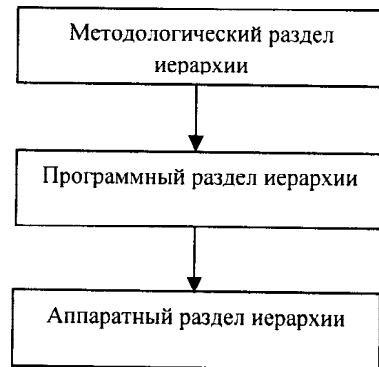 Методологический раздел
иерархии
Программный раздел иерархии
Аппаратный раздел иерархии